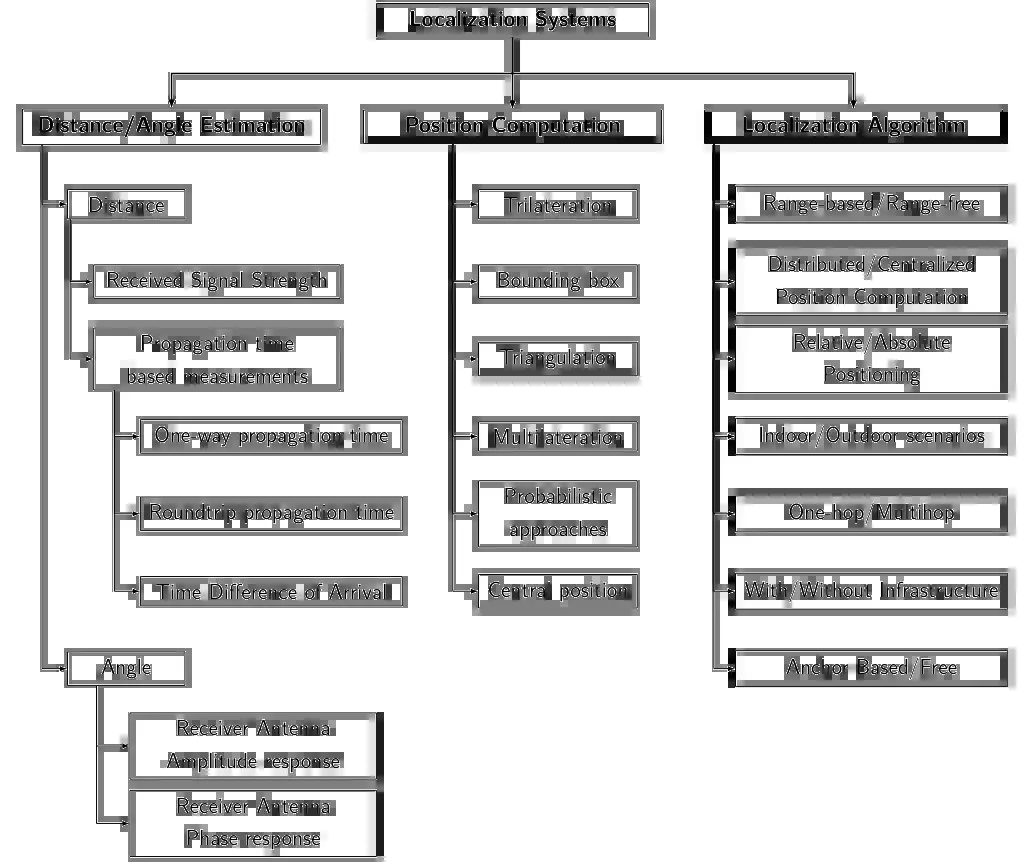 Localization Systems
Distance/Angle Estimation
Position Computation
Localization Algorithm
Distance
Received Signal Strength
Propagation time
based measurements
One-way propagation time
Roundtrip propagation time
Time Difference of Arrival
Angle
Receiver Antenna
Amplitude response
Receiver Antenna
Phase response
Trilateration
Bounding box
Triangulation
Multilateration
Probabilistic
approaches
Central position
Range-based/Range-free
Distributed/Centralized
Position Computation
Relative/Absolute
Positioning
Indoor/Outdoor scenarios
One-hop/Multihop
With/Without Infrastructure
Anchor Based/Free